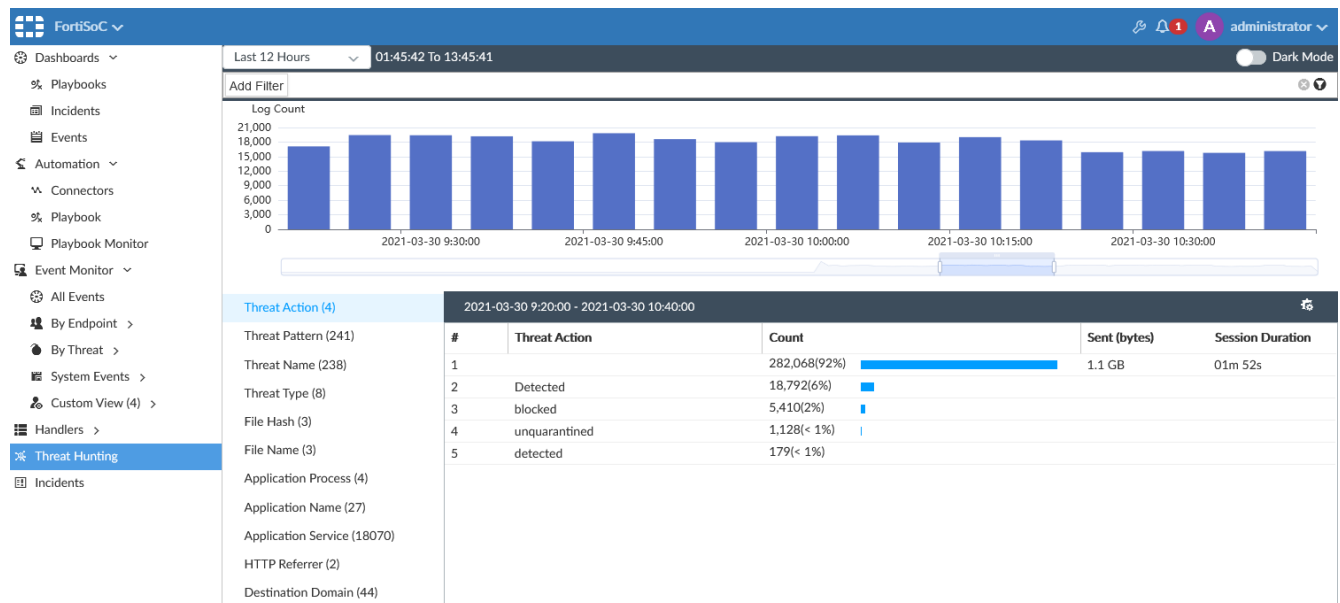 FortiSoC
1
A
administrator
Dashboards
Playbooks
Incidents
Events
Automation
Connectors
Playbook
Playbook Monitor
Event Monitor
All Events
By Endpoint
By Threat
System Events
Custom View (4)
Handlers
Threat Hunting
Incidents
Last 12 Hours
01:45:42 To 13:45:41
Dark Mode
Add Filter
Log Count
21,000
18,000
15,000
12,000
9,000
6,000
3,000
0
2021-03-30 9:30:00
2021-03-30 9:45:00
2021-03-30 10:00:00
2021-03-30 10:15:00
2021-03-30 10:30:00
Threat Action (4)
Threat Pattern (241)
Threat Name (238)
Threat Type (8)
File Hash (3)
File Name (3)
Application Process (4)
Application Name (27)
Application Service (18070)
HTTP Referrer (2)
Destination Domain (44)
2021-03-30 9:20:00 - 2021-03-30 10:40:00
# Threat Action Count Sent (bytes) Session Duration
1 282,068(92%) 1.1 GB 01m 52s
2 Detected 18,792(6%)
3 blocked 5,410(2%)
4 unquarantined 1,128(< 1%)
5 detected 179(< 1%)